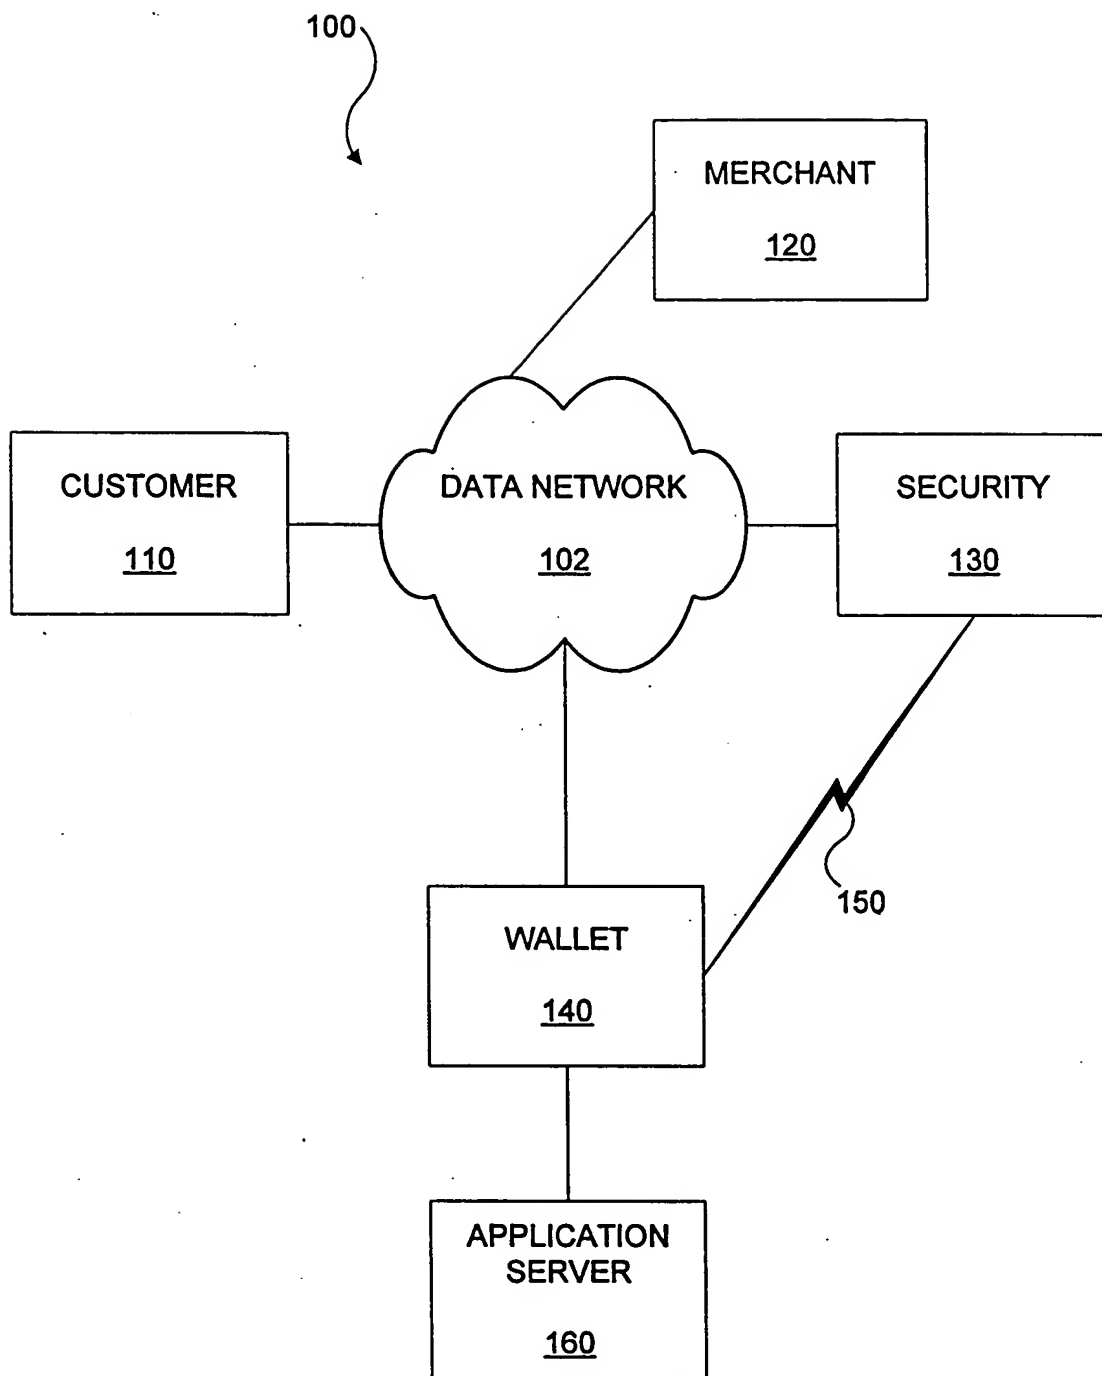 100
MERCHANT
120
CUSTOMER
110
DATA NETWORK
102
SECURITY
130
150
WALLET
140
APPLICATION
SERVER
160